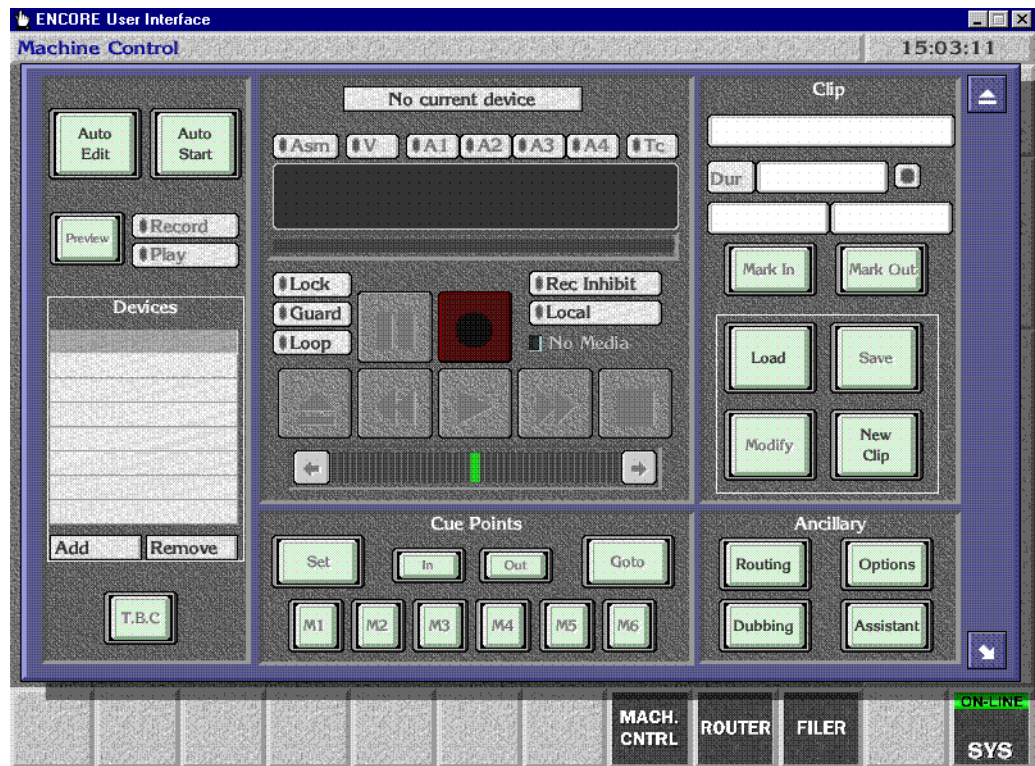 ENCORE User Interface
Machine Control
15:03:11
Auto Edit
Auto Start
Preview
Record
Play
Devices
Add
Remove
T.B.C
No current device
Asm
V
A1
A2
A3
A4
Tc
Lock
Guard
Loop
Rec Inhibit
Local
No Media
Cue Points
Set
In
Out
Goto
M1
M2
M3
M4
M5
M6
Clip
Dur
Mark In
Mark Out
Load
Save
Modify
New Clip
Ancillary
Routing
Options
Dubbing
Assistant
MACH. CNTRL
ROUTER
FILER
ON-LINE
SYS